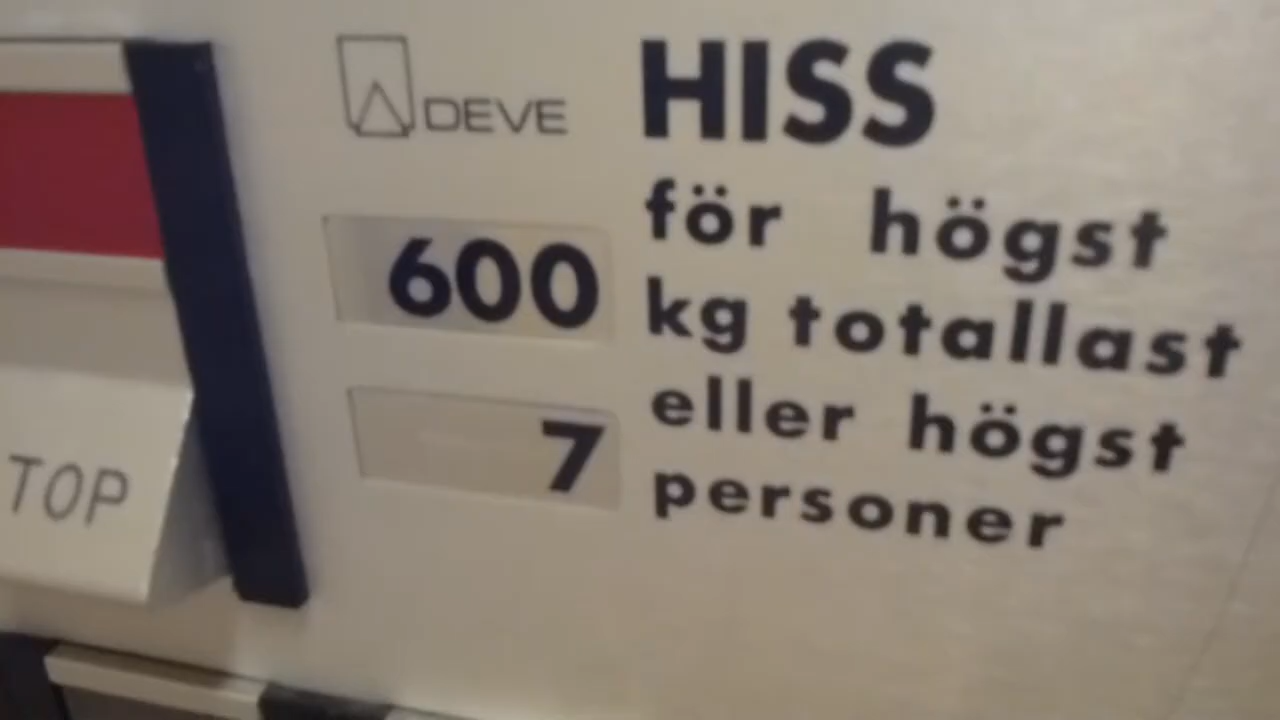 DEVE
HISS
för högst
600 kg totallast
eller högst
7 personer
TOP